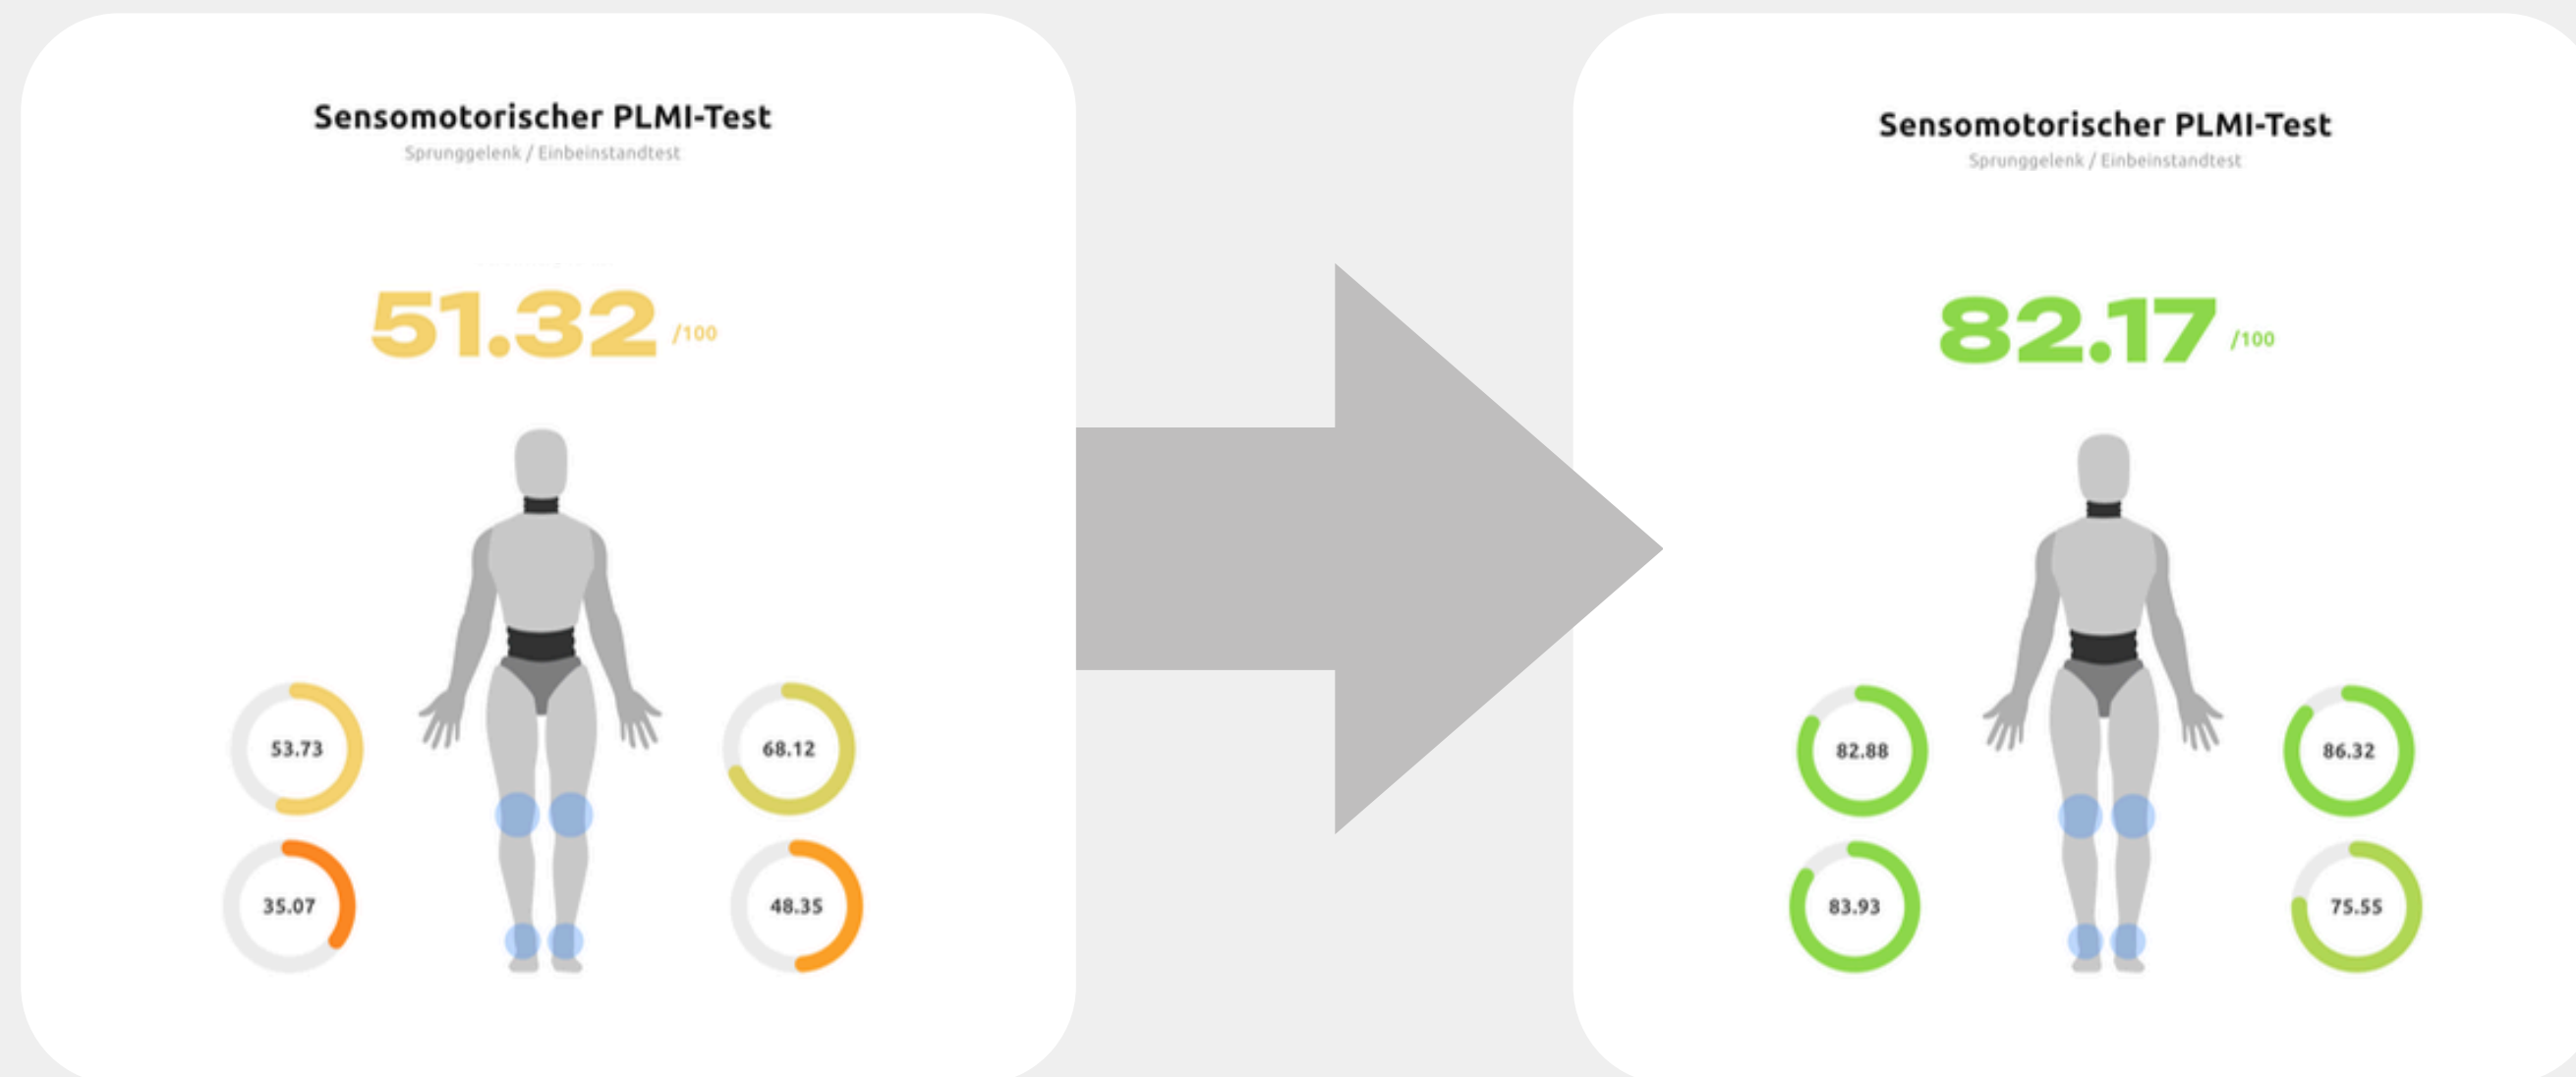 Sensomotorischer PLMI-Test
Sprunggelenk / Einbeinstandtest
51.32 /100
53.73
68.12
35.07
48.35
Sensomotorischer PLMI-Test
Sprunggelenk / Einbeinstandtest
82.17 /100
82.88
86.32
83.93
75.55